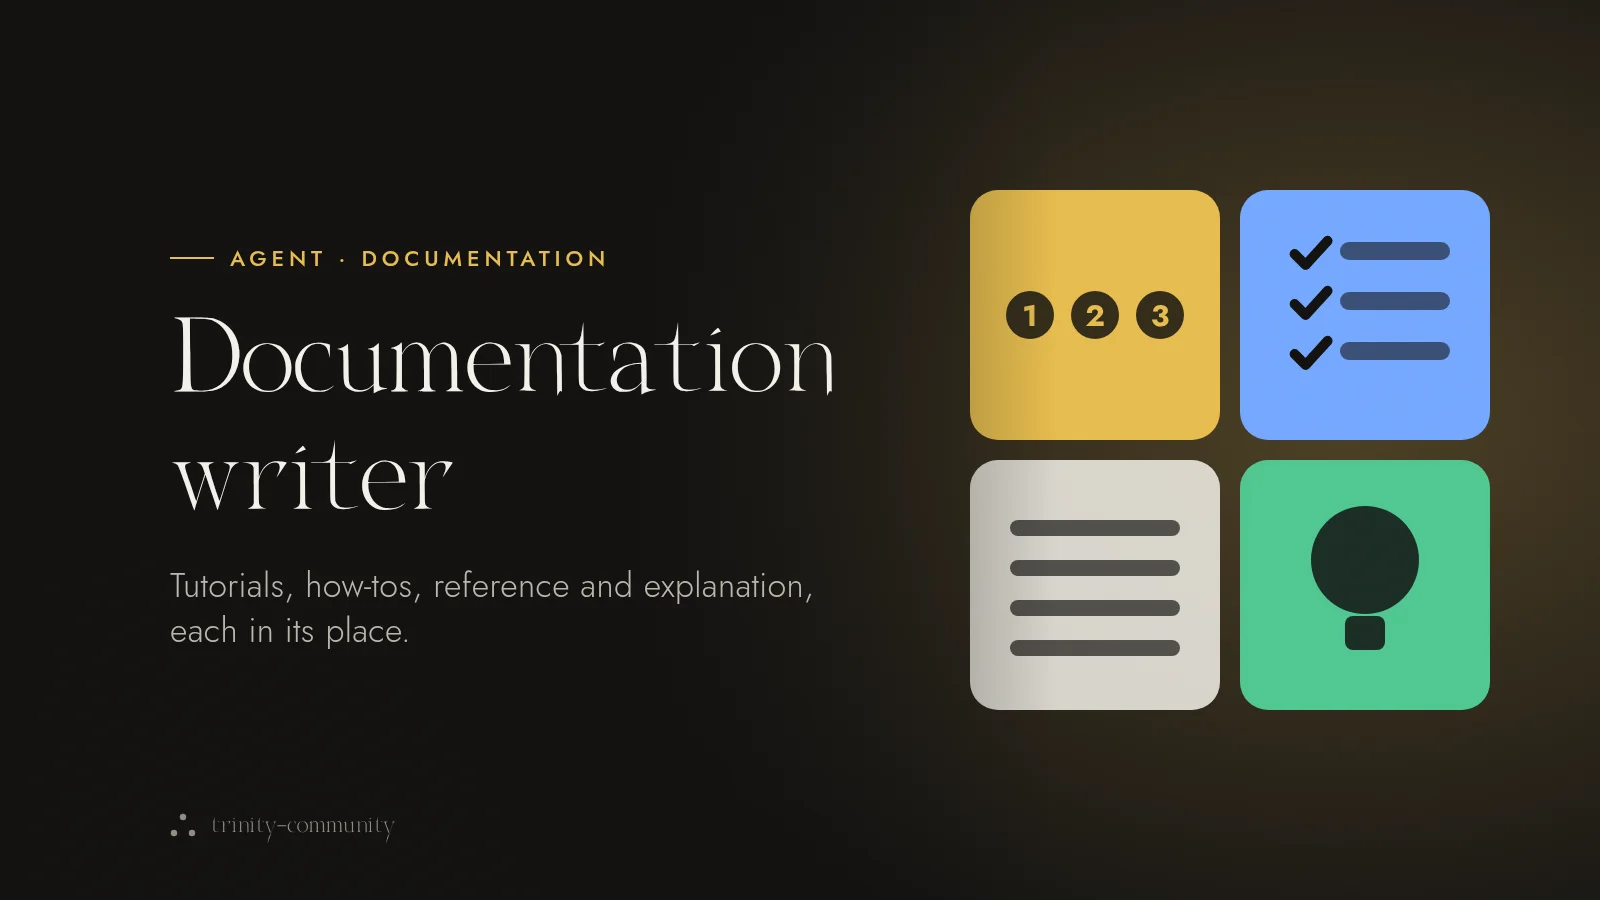 AGENT · DOCUMENTATION
Documentation
writer
Tutorials, how-tos, reference and explanation,
each in its place.
1 2 3
trinity-community